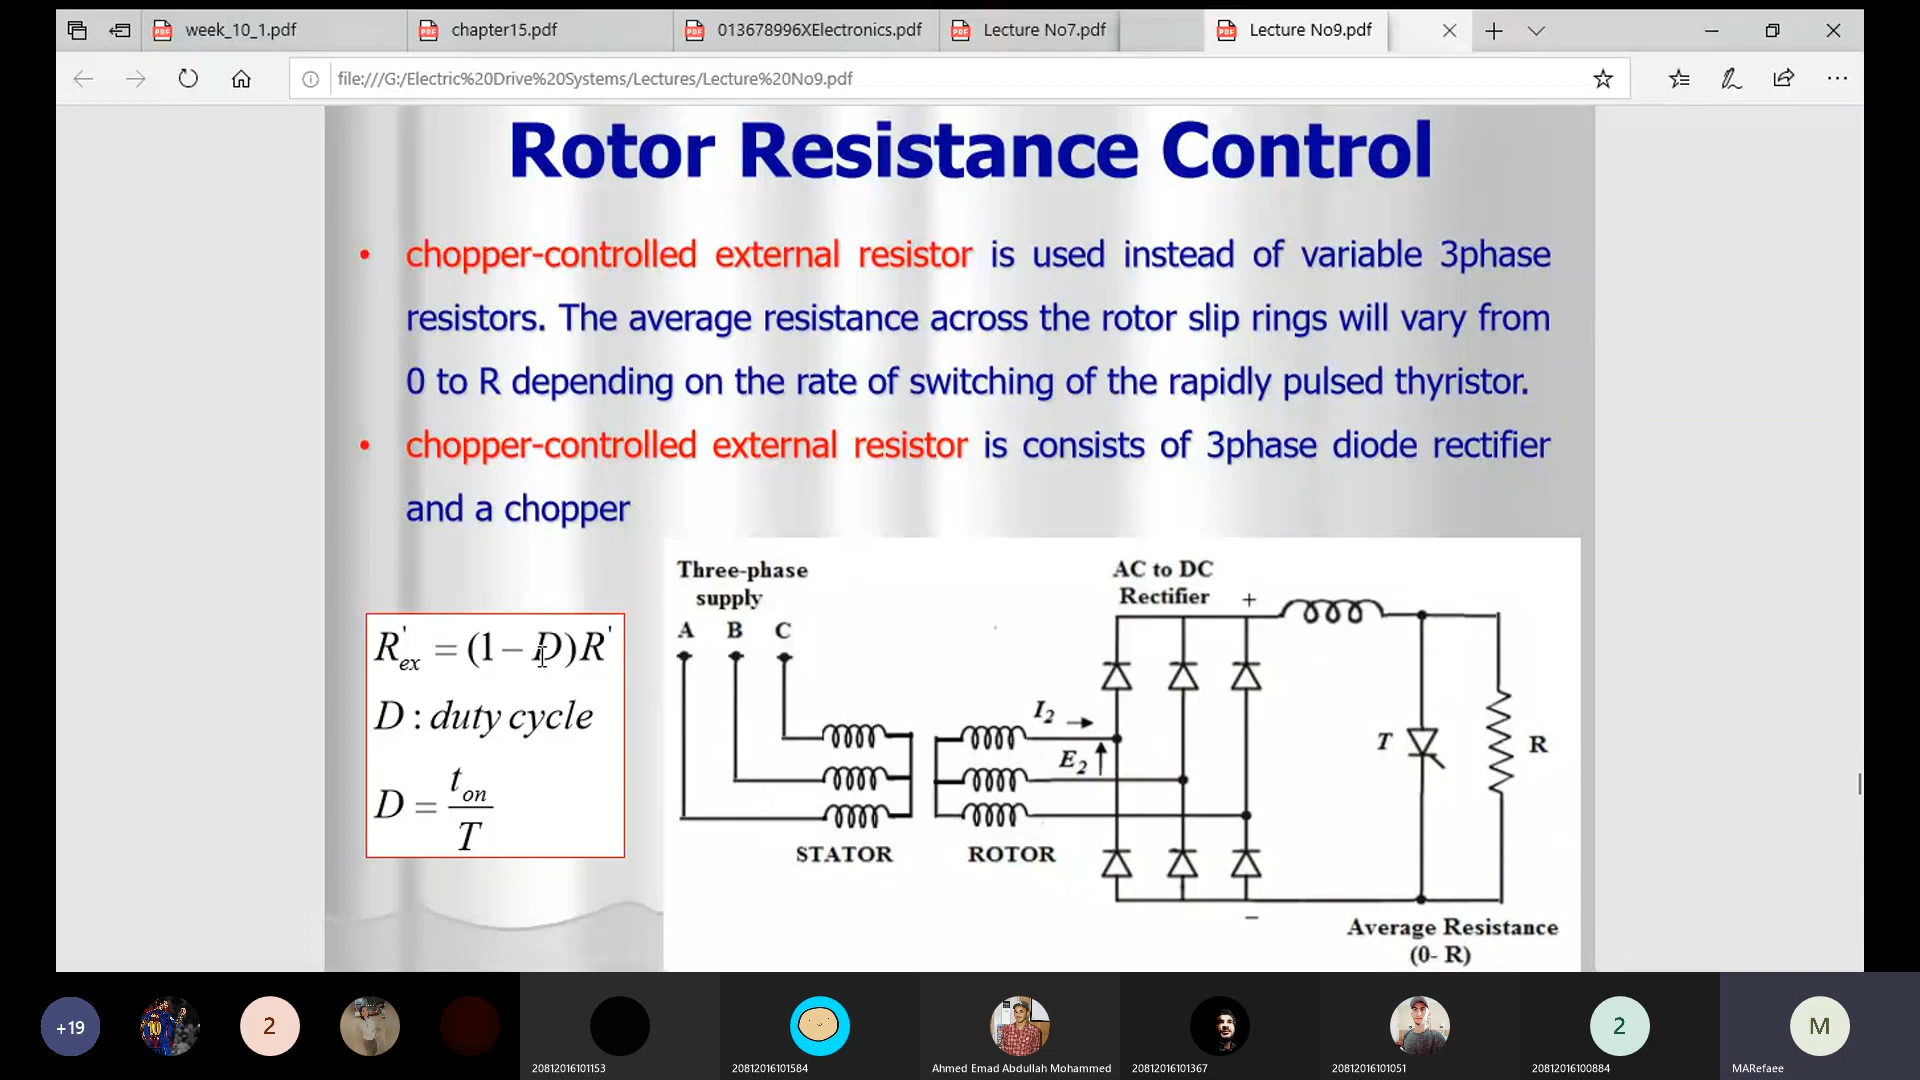 week_10_1.pdf
chapter15.pdf
013678996XElectronics.pdf
Lecture No7.pdf
Lecture No9.pdf
file:///G:/Electric%20Drive%20Systems/Lectures/Lecture%20No9.pdf
Rotor Resistance Control
• chopper-controlled external resistor is used instead of variable 3phase
resistors. The average resistance across the rotor slip rings will vary from
0 to R depending on the rate of switching of the rapidly pulsed thyristor.
• chopper-controlled external resistor is consists of 3phase diode rectifier
and a chopper
R'ex = (1 − D)R'
D : duty cycle
D = ton/T
Three-phase
supply
A B C
STATOR
ROTOR
I2
E2
AC to DC
Rectifier
+
−
T
R
Average Resistance
(0- R)
+19
10
2
2
M
20812016101153
20812016101584
Ahmed Emad Abdullah Mohammed
20812016101367
20812016101051
20812016100884
MARefaee